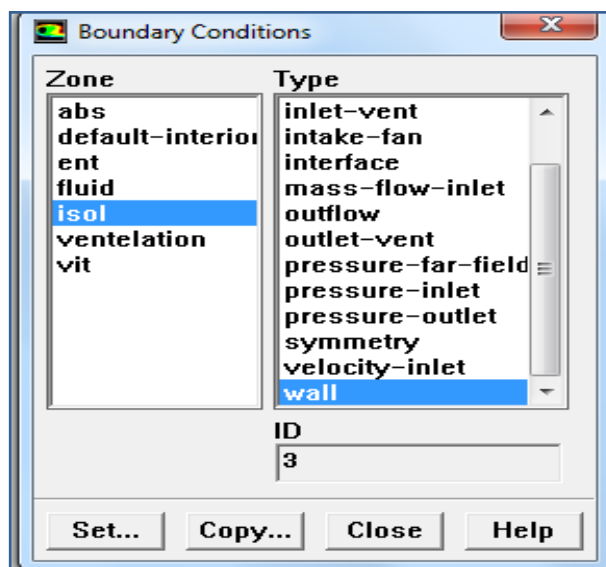 Boundary Conditions
Zone
abs
default-interior
ent
fluid
isol
ventelation
vit
Type
inlet-vent
intake-fan
interface
mass-flow-inlet
outflow
outlet-vent
pressure-far-field
pressure-inlet
pressure-outlet
symmetry
velocity-inlet
wall
ID
3
Set... Copy... Close Help